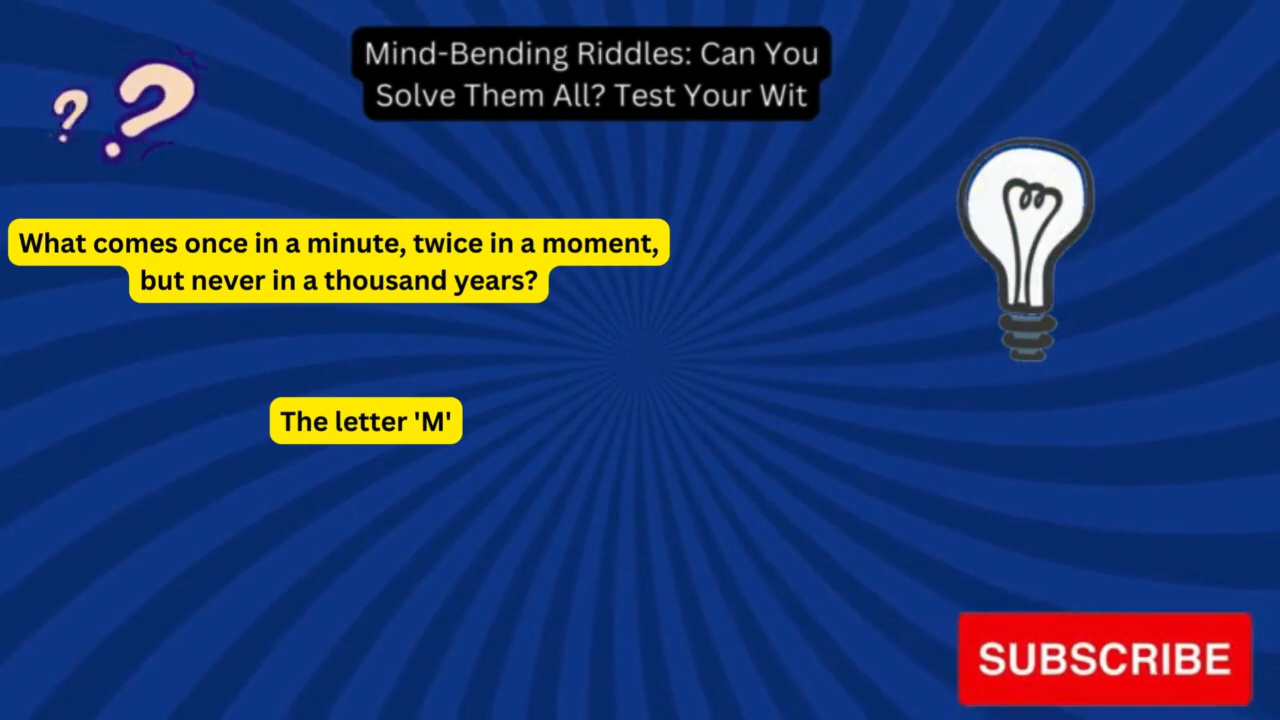 Mind-Bending Riddles: Can You
Solve Them All? Test Your Wit
? ?
What comes once in a minute, twice in a moment,
but never in a thousand years?
The letter 'M'
SUBSCRIBE